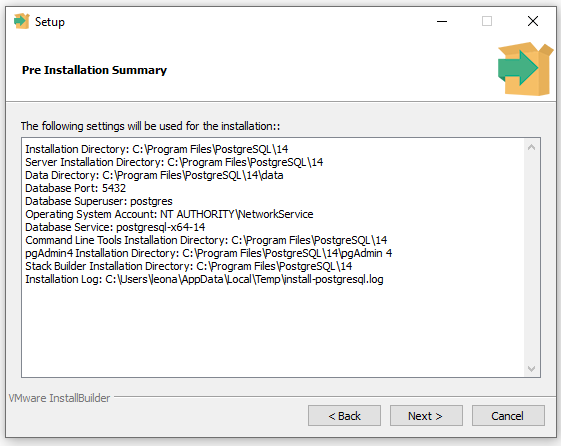 Setup
Pre Installation Summary
The following settings will be used for the installation::
Installation Directory: C:\Program Files\PostgreSQL\14
Server Installation Directory: C:\Program Files\PostgreSQL\14
Data Directory: C:\Program Files\PostgreSQL\14\data
Database Port: 5432
Database Superuser: postgres
Operating System Account: NT AUTHORITY\NetworkService
Database Service: postgresql-x64-14
Command Line Tools Installation Directory: C:\Program Files\PostgreSQL\14
pgAdmin4 Installation Directory: C:\Program Files\PostgreSQL\14\pgAdmin 4
Stack Builder Installation Directory: C:\Program Files\PostgreSQL\14
Installation Log: C:\Users\leona\AppData\Local\Temp\install-postgresql.log
VMware InstallBuilder
< Back
Next >
Cancel